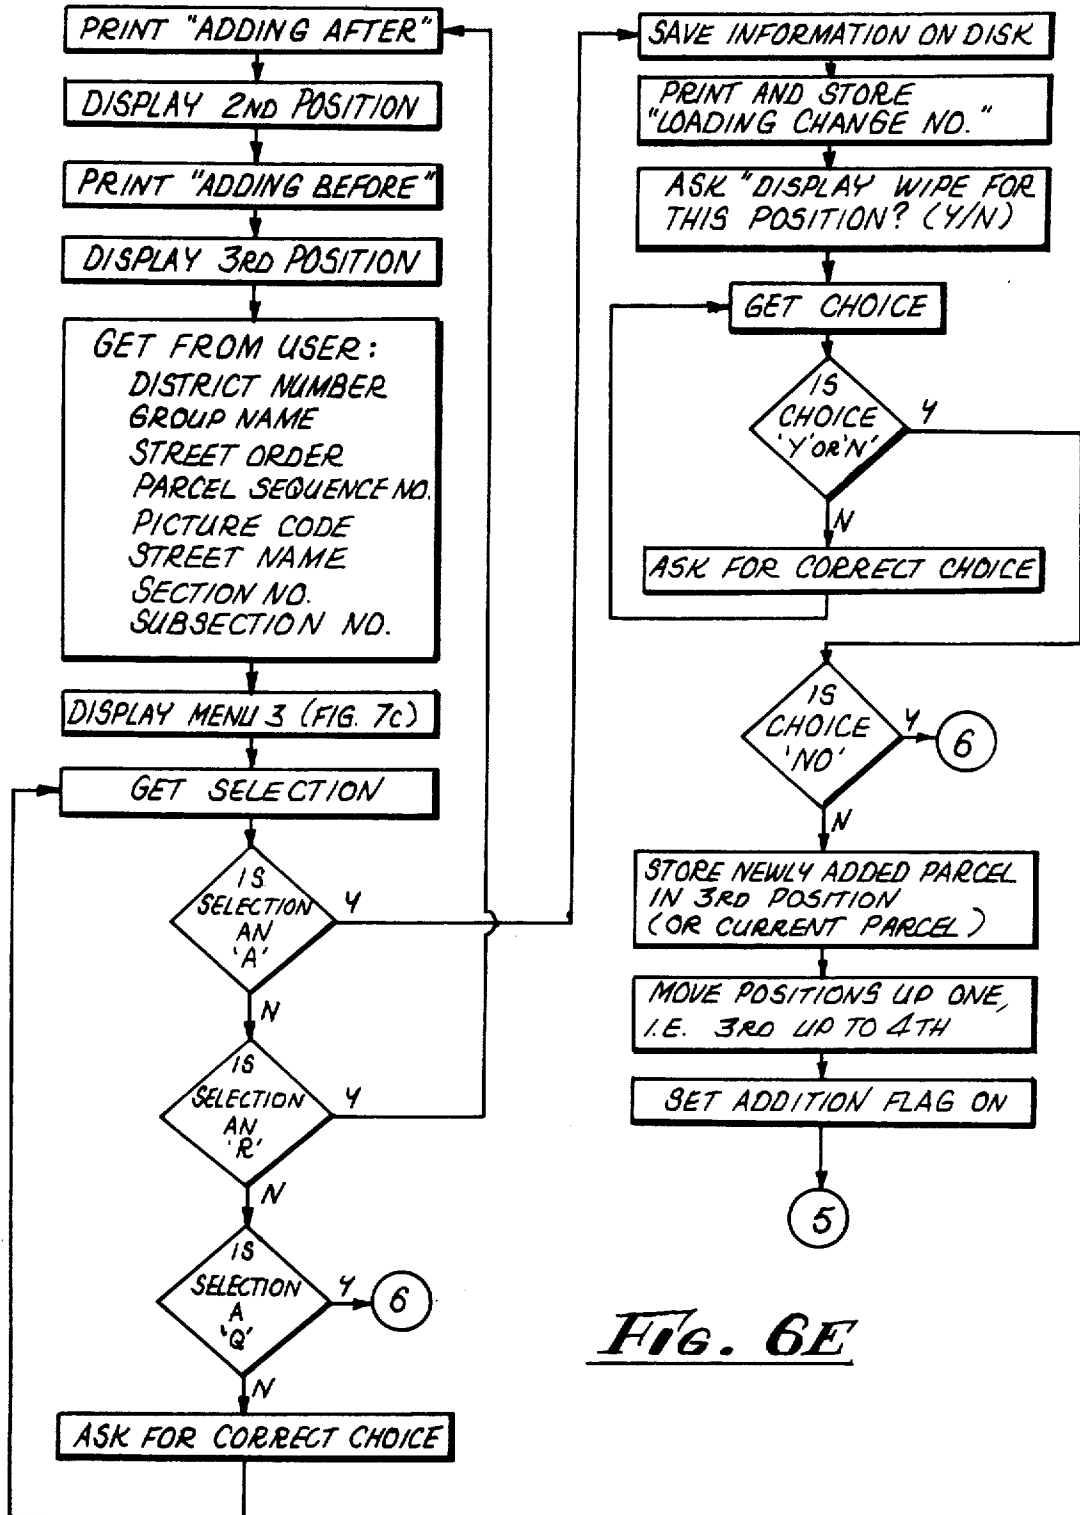 PRINT "ADDING AFTER"
DISPLAY 2ND POSITION
PRINT "ADDING BEFORE"
DISPLAY 3RD POSITION
GET FROM USER:
DISTRICT NUMBER
GROUP NAME
STREET ORDER
PARCEL SEQUENCE NO.
PICTURE CODE
STREET NAME
SECTION NO.
SUBSECTION NO.
DISPLAY MENU 3 (FIG. 7C)
GET SELECTION
IS
SELECTION
AN
'A'
Y
N
IS
SELECTION
AN
'R'
Y
N
IS
SELECTION
A
'Q'
Y
6
N
ASK FOR CORRECT CHOICE
SAVE INFORMATION ON DISK
PRINT AND STORE
"LOADING CHANGE NO."
ASK "DISPLAY WIPE FOR
THIS POSITION? (Y/N)
GET CHOICE
IS
CHOICE
'Y' OR 'N'
Y
N
ASK FOR CORRECT CHOICE
IS
CHOICE
'NO'
Y
6
N
STORE NEWLY ADDED PARCEL
IN 3RD POSITION
(OR CURRENT PARCEL)
MOVE POSITIONS UP ONE,
I.E. 3RD UP TO 4TH
SET ADDITION FLAG ON
5
FIG. 6E